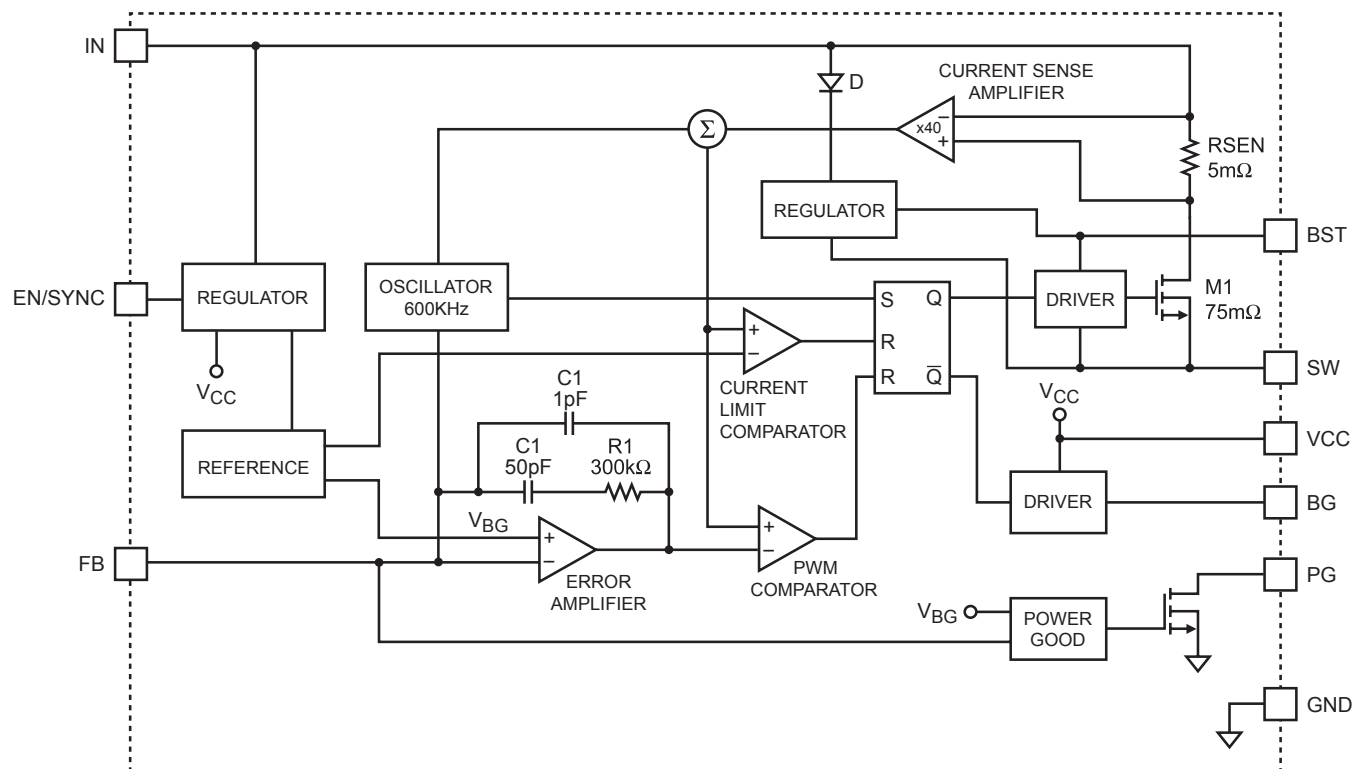 IN
D
CURRENT SENSE
AMPLIFIER
Σ
x40
−
+
RSEN
5mΩ
REGULATOR
BST
EN/SYNC
REGULATOR
OSCILLATOR
600KHz
S
Q
DRIVER
M1
75mΩ
+
−
R
VCC
SW
R
Q̅
CURRENT
LIMIT
COMPARATOR
C1
1pF
VCC
VCC
REFERENCE
C1
50pF
R1
300kΩ
DRIVER
BG
VBG
+
−
+
−
FB
ERROR
AMPLIFIER
PWM
COMPARATOR
PG
VBG
POWER
GOOD
GND